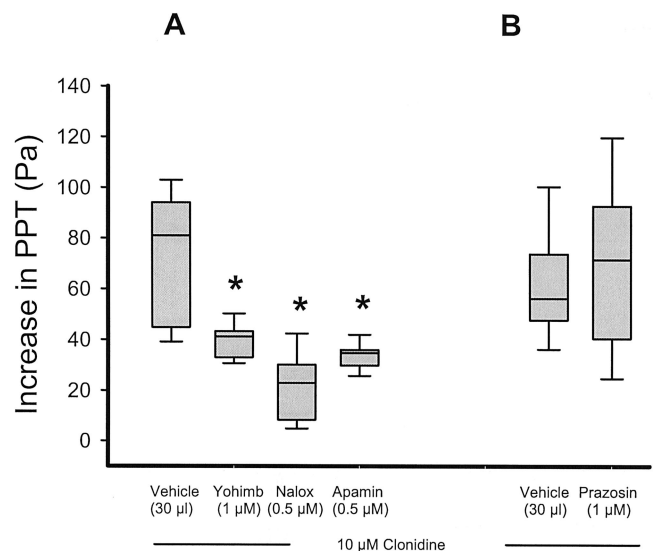 A B
Increase in PPT (Pa)
140
120
100
80
60
40
20
0
*
*
*
Vehicle Yohimb Nalox Apamin Vehicle Prazosin
(30 µl) (1 µM) (0.5 µM) (0.5 µM) (30 µl) (1 µM)
10 µM Clonidine